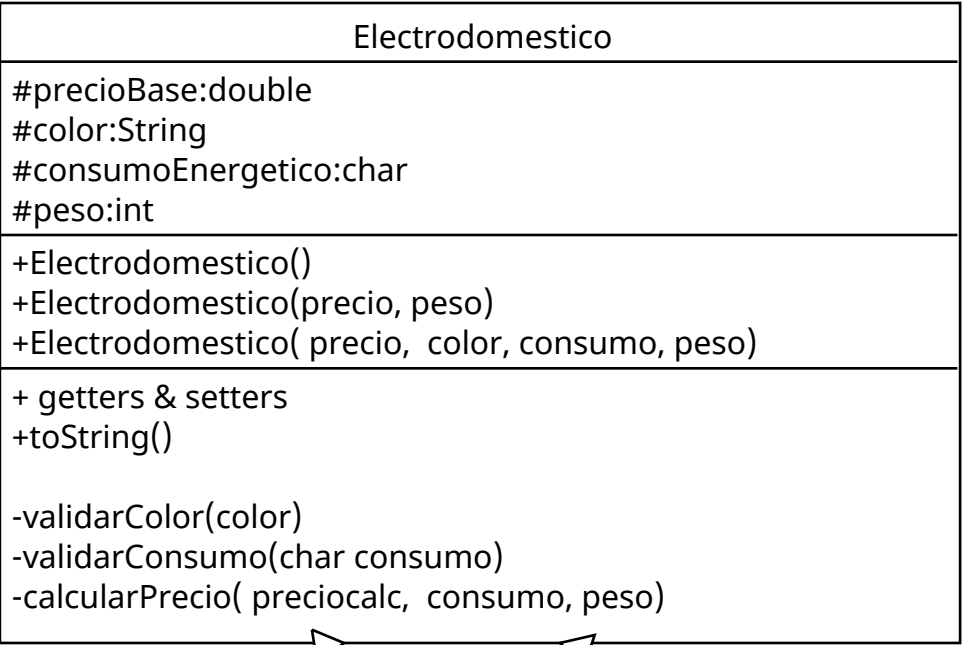 Electrodomestico
#precioBase:double
#color:String
#consumoEnergetico:char
#peso:int
+Electrodomestico()
+Electrodomestico(precio, peso)
+Electrodomestico( precio,  color, consumo, peso)
+ getters & setters
+toString()
-validarColor(color)
-validarConsumo(char consumo)
-calcularPrecio( preciocalc,  consumo, peso)